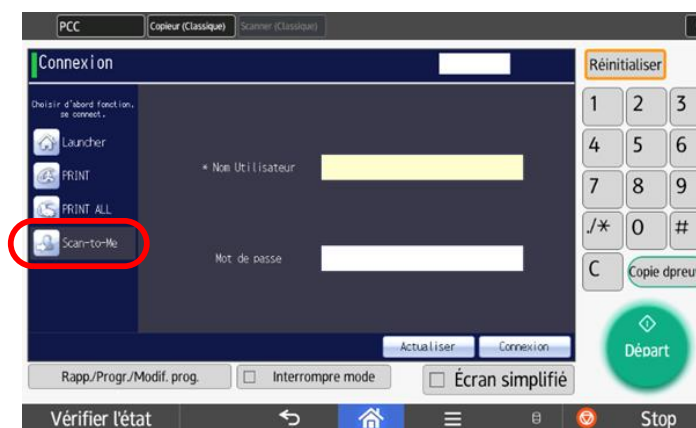 PCC
Copieur (Classique)
Scanner (Classique)
Connexion
Choisir d'abord fonction,
se connect.
Launcher
PRINT
PRINT ALL
Scan-to-Me
* Nom Utilisateur
Mot de passe
Actualiser
Connexion
Rapp./Progr./Modif. prog.
Interrompre mode
Écran simplifié
Réinitialiser
1 2 3
4 5 6
7 8 9
./* 0 #
C
Copie dpreu
Départ
Vérifier l'état
Stop